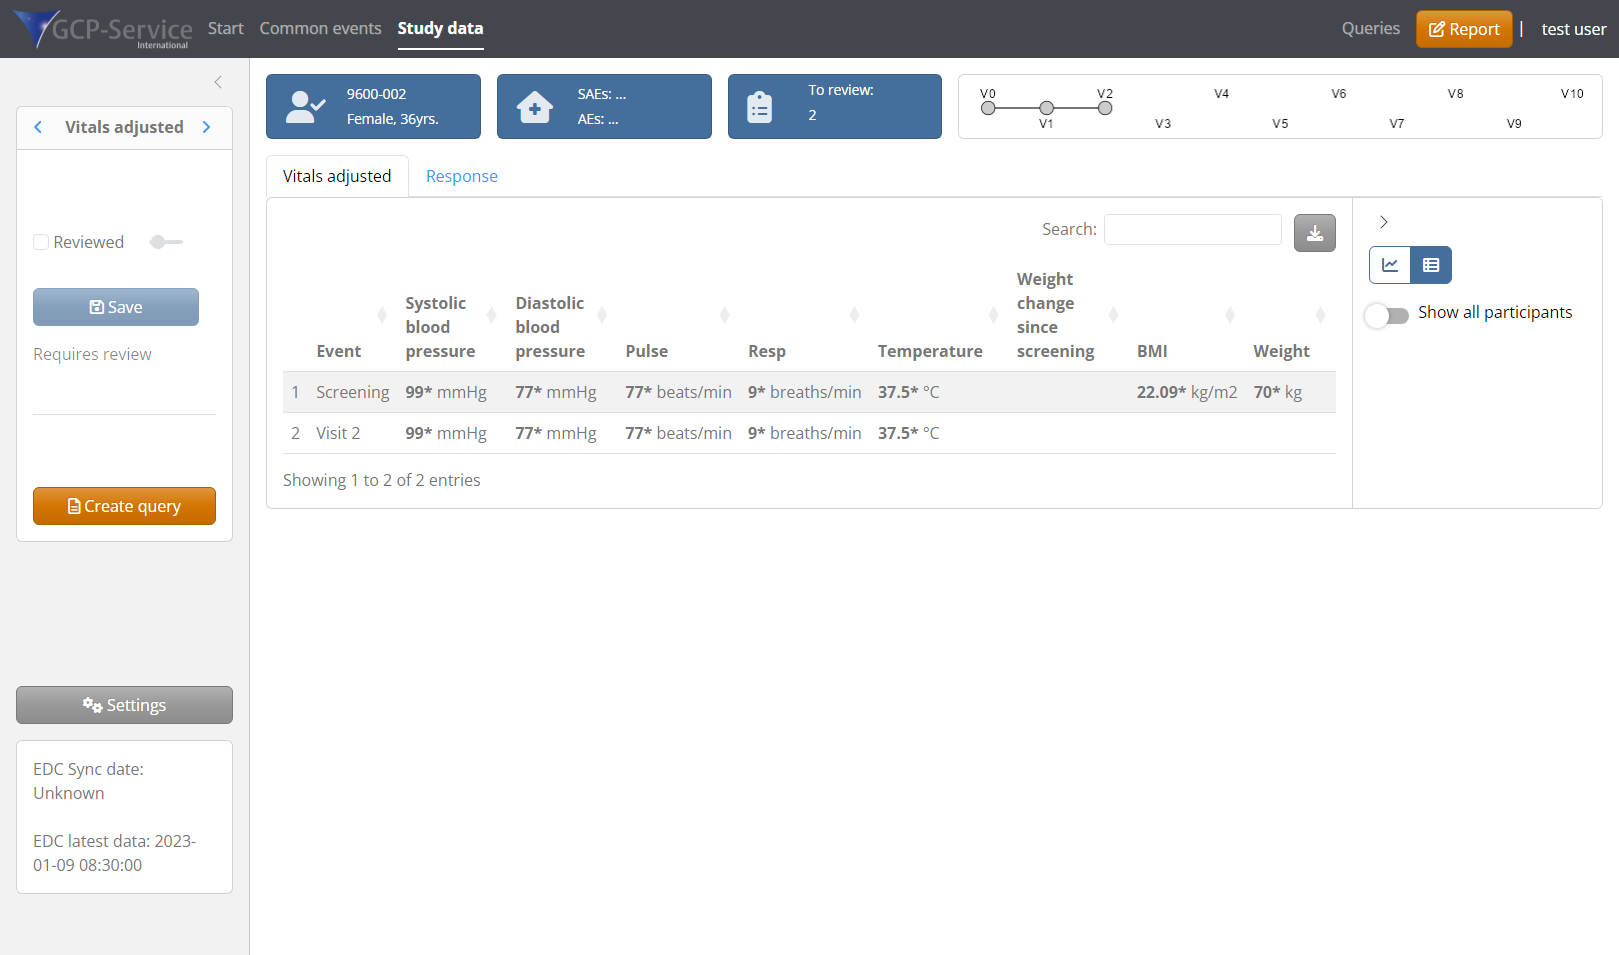 GCP-Service
International
Start
Common events
Study data
Queries
Report
|
test user
Vitals adjusted
Reviewed
Save
Requires review
Create query
Settings
EDC Sync date:
Unknown
EDC latest data: 2023-
01-09 08:30:00
9600-002
Female, 36yrs.
SAEs: ...
AEs: ...
To review:
2
V0 V2 V4 V6 V8 V10
V1 V3 V5 V7 V9
Vitals adjusted
Response
Search:
Event
Systolic
blood
pressure
Diastolic
blood
pressure
Pulse
Resp
Temperature
Weight
change
since
screening
BMI
Weight
1 Screening 99* mmHg 77* mmHg 77* beats/min 9* breaths/min 37.5* °C 22.09* kg/m2 70* kg
2 Visit 2 99* mmHg 77* mmHg 77* beats/min 9* breaths/min 37.5* °C
Showing 1 to 2 of 2 entries
Show all participants